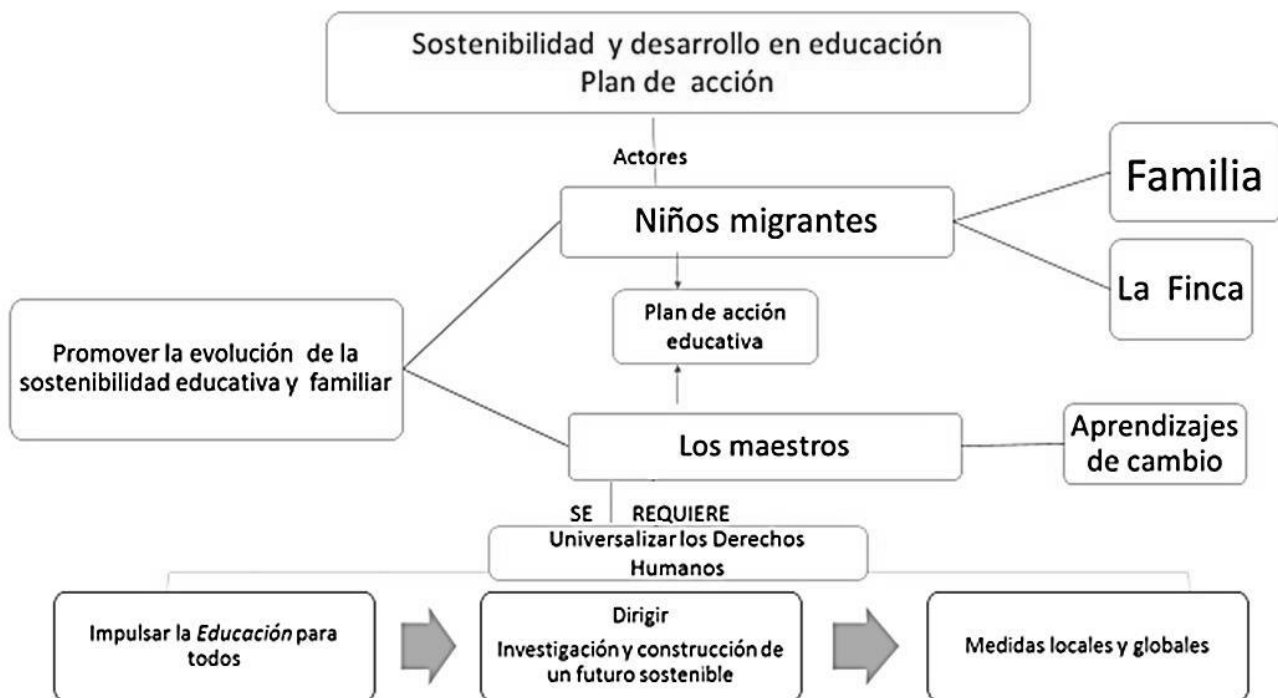 Sostenibilidad y desarrollo en educación
Plan de acción
Actores
Niños migrantes
Familia
La Finca
Plan de acción
educativa
Promover la evolución de la
sostenibilidad educativa y familiar
Los maestros
Aprendizajes
de cambio
SE REQUIERE
Universalizar los Derechos
Humanos
Impulsar la Educación para
todos
Dirigir
Investigación y construcción de
un futuro sostenible
Medidas locales y globales